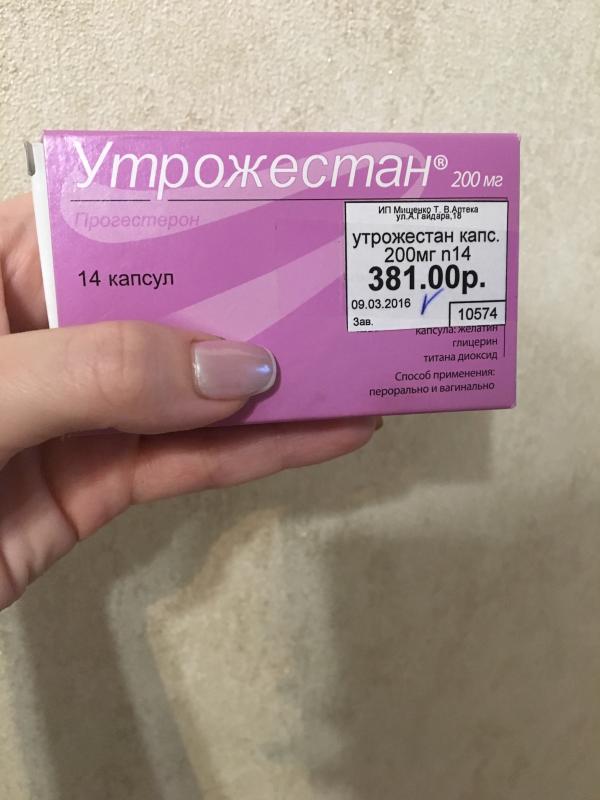 Утрожестан® 200 мг
Прогестерон
14 капсул
ИП Мищенко Т. В.Аптека
ул.А.Гайдара,18
утрожестан капс.
200мг n14
381.00р.
09.03.2016
Зав.
10574
капсула: желатин
глицерин
титана диоксид
Способ применения:
перорально и вагинально